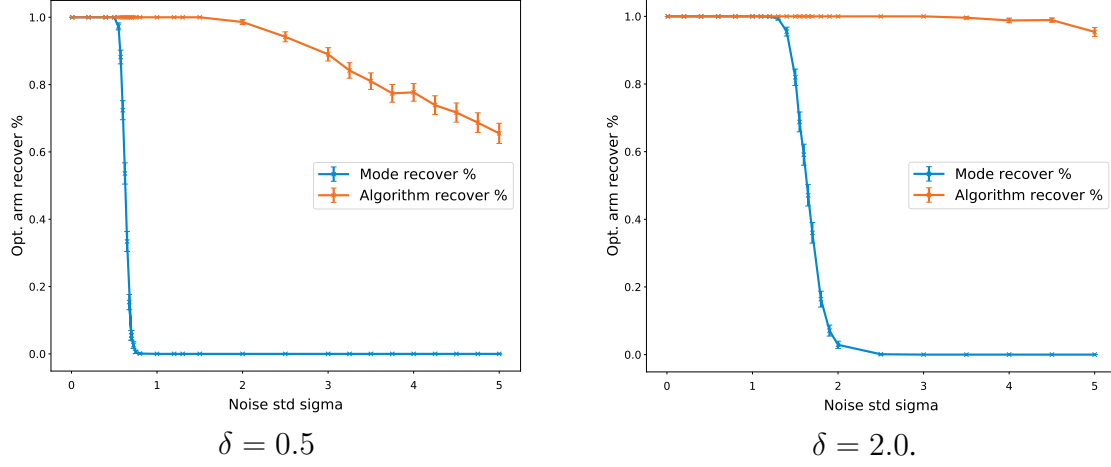 1.0
0.8
0.6
0.4
0.2
0.0
Opt. arm recover %
Mode recover %
Algorithm recover %
0 1 2 3 4 5
Noise std sigma
δ = 0.5
1.0
0.8
0.6
0.4
0.2
0.0
Opt. arm recover %
Mode recover %
Algorithm recover %
0 1 2 3 4 5
Noise std sigma
δ = 2.0.